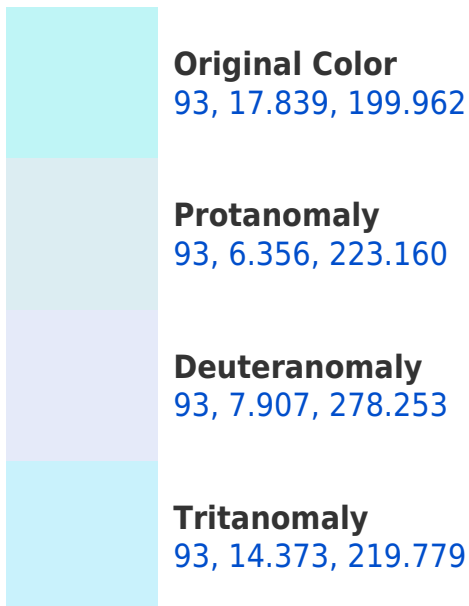 Original Color
93, 17.839, 199.962
Protanomaly
93, 6.356, 223.160
Deuteranomaly
93, 7.907, 278.253
Tritanomaly
93, 14.373, 219.779